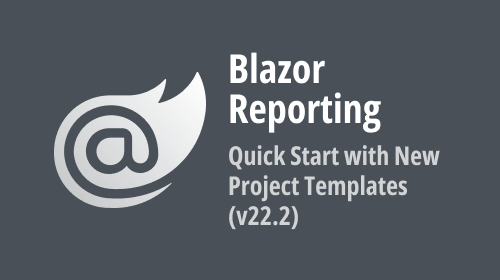 Blazor
Reporting
Quick Start with New
Project Templates
(v22.2)